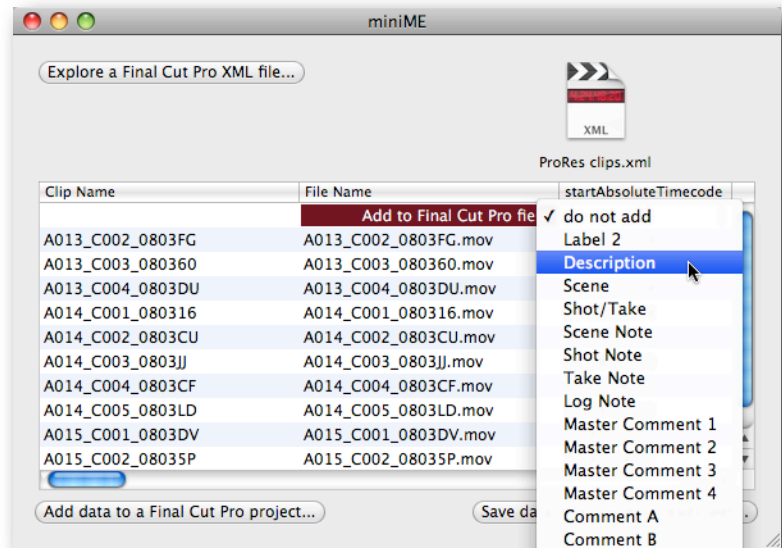 miniME
Explore a Final Cut Pro XML file...
XML
ProRes clips.xml
Clip Name File Name startAbsoluteTimecode
Add to Final Cut Pro fie
✓ do not add
Label 2
Description
Scene
Shot/Take
Scene Note
Shot Note
Take Note
Log Note
Master Comment 1
Master Comment 2
Master Comment 3
Master Comment 4
Comment A
Comment B
A013_C002_0803FG A013_C002_0803FG.mov
A013_C003_080360 A013_C003_080360.mov
A013_C004_0803DU A013_C004_0803DU.mov
A014_C001_080316 A014_C001_080316.mov
A014_C002_0803CU A014_C002_0803CU.mov
A014_C003_0803JJ A014_C003_0803JJ.mov
A014_C004_0803CF A014_C004_0803CF.mov
A014_C005_0803LD A014_C005_0803LD.mov
A015_C001_0803DV A015_C001_0803DV.mov
A015_C002_08035P A015_C002_08035P.mov
Add data to a Final Cut Pro project...
Save da